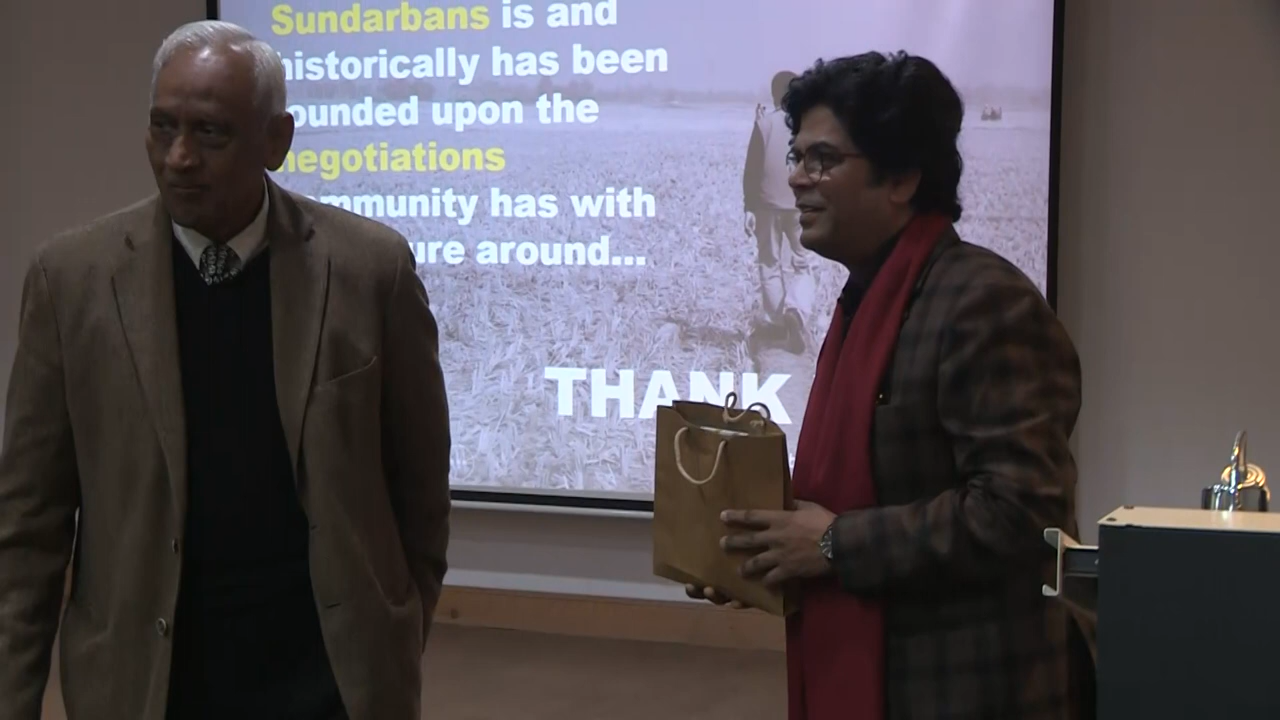 Sundarbans is and
historically has been
ounded upon the
negotiations
mmunity has with
ure around...
THANK